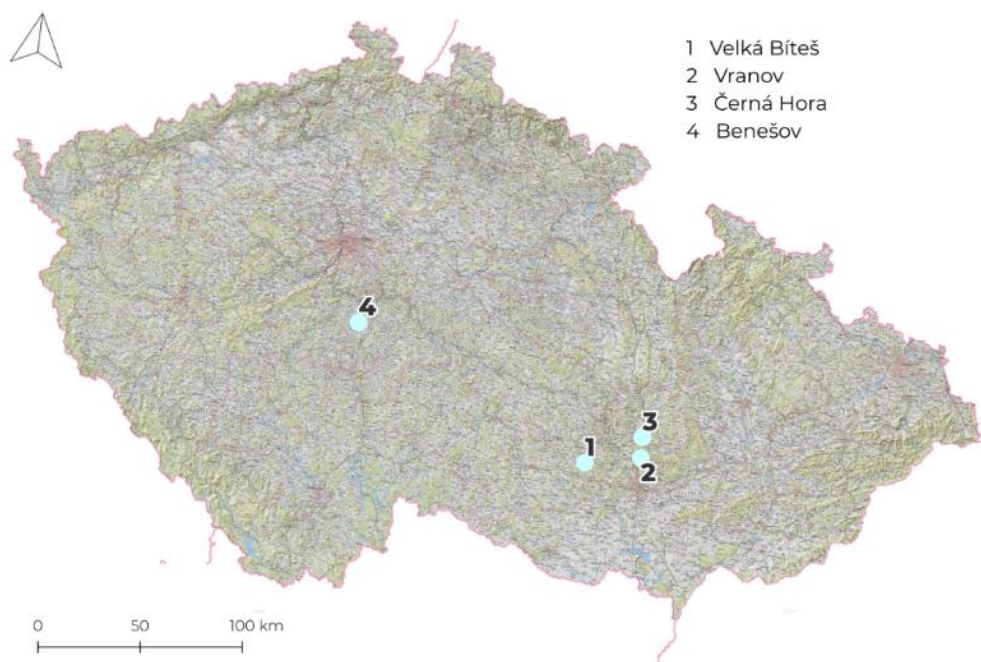 1 Velká Bíteš
2 Vranov
3 Černá Hora
4 Benešov
4
3
1
2
0 50 100 km